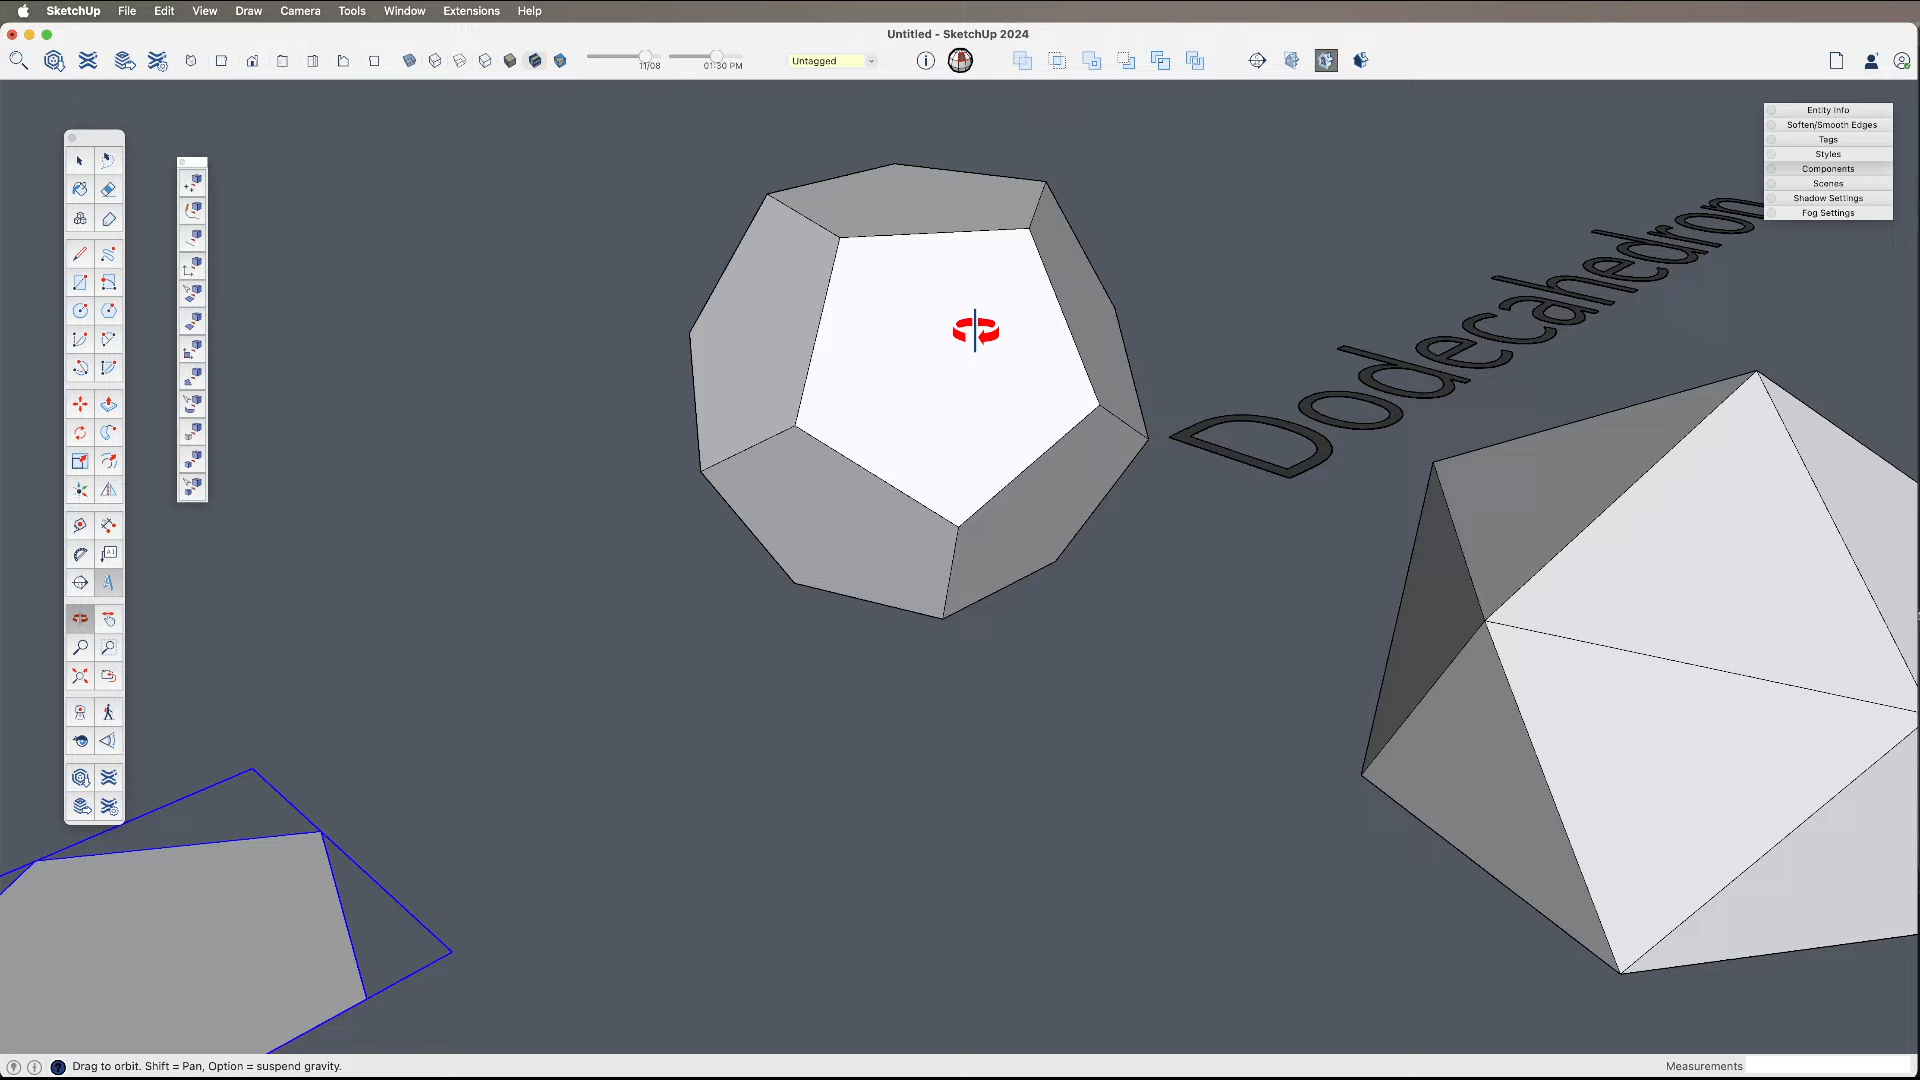 SketchUp File Edit View Draw Camera Tools Window Extensions Help
Untitled - SketchUp 2024
11/08
01:30 PM
Untagged
Entity Info
Soften/Smooth Edges
Tags
Styles
Components
Scenes
Shadow Settings
Fog Settings
Dodecahedron
A1
A
Drag to orbit. Shift = Pan, Option = suspend gravity.
Measurements